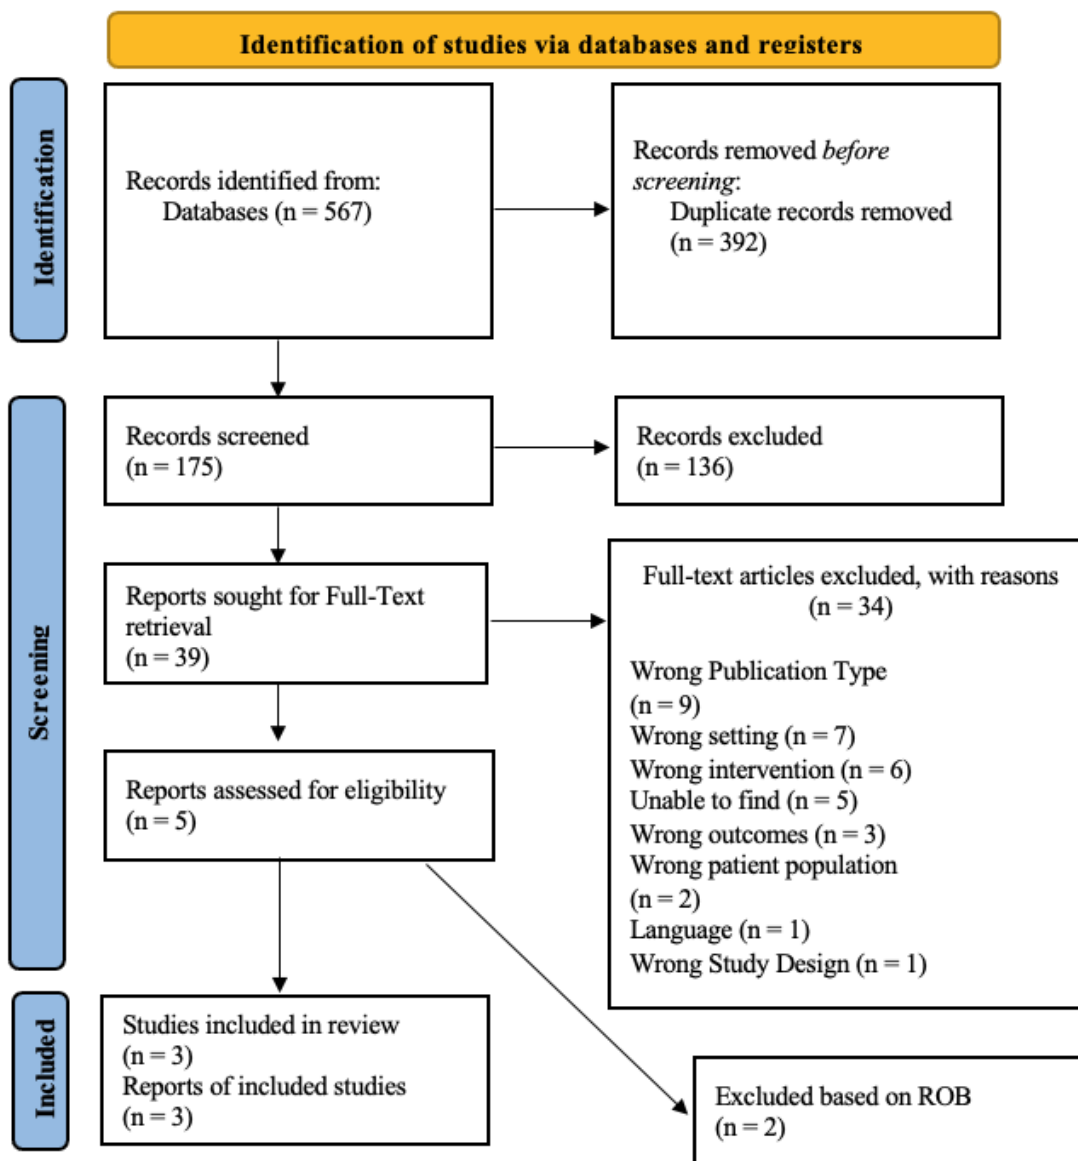 Identification of studies via databases and registers
Identification
Records identified from:
Databases (n = 567)
Records removed before
screening:
Duplicate records removed
(n = 392)
Screening
Records screened
(n = 175)
Records excluded
(n = 136)
Reports sought for Full-Text
retrieval
(n = 39)
Full-text articles excluded, with reasons
(n = 34)
Wrong Publication Type
(n = 9)
Wrong setting (n = 7)
Wrong intervention (n = 6)
Unable to find (n = 5)
Wrong outcomes (n = 3)
Wrong patient population
(n = 2)
Language (n = 1)
Wrong Study Design (n = 1)
Reports assessed for eligibility
(n = 5)
Included
Studies included in review
(n = 3)
Reports of included studies
(n = 3)
Excluded based on ROB
(n = 2)